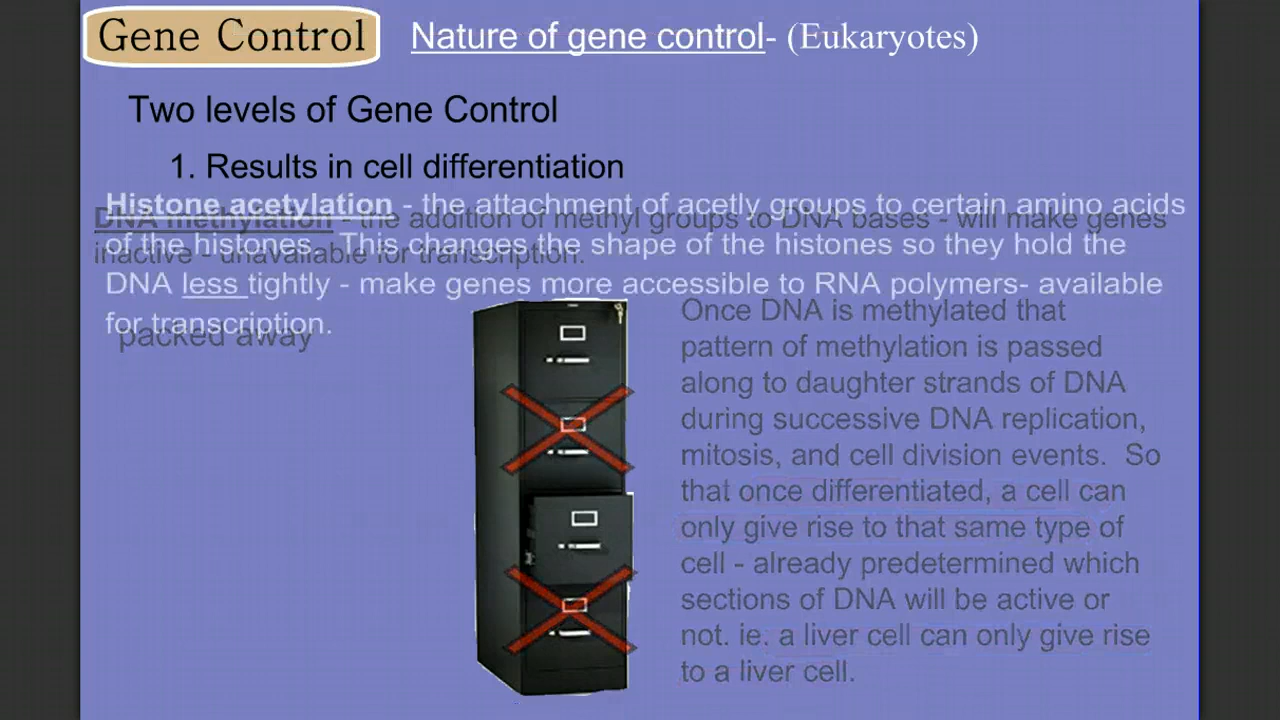 Gene Control
Nature of gene control- (Eukaryotes)
Two levels of Gene Control
1. Results in cell differentiation
Histone acetylation - the attachment of acetly groups to certain amino acids
of the histones. This changes the shape of the histones so they hold the
DNA less tightly - make genes more accessible to RNA polymers- available
for transcription.
DNA methylation - the addition of methyl groups to DNA bases - will make genes
inactive - unavailable for transcription.
packed away
Once DNA is methylated that
pattern of methylation is passed
along to daughter strands of DNA
during successive DNA replication,
mitosis, and cell division events. So
that once differentiated, a cell can
only give rise to that same type of
cell - already predetermined which
sections of DNA will be active or
not. ie. a liver cell can only give rise
to a liver cell.